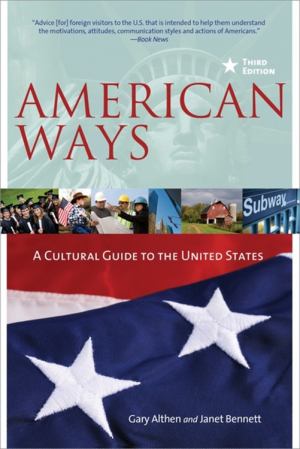 "Advice [for] foreign visitors to the U.S. that is intended to help them understand
the motivations, attitudes, communication styles and actions of Americans."
—Book News
THIRD
EDITION
AMERICAN
WAYS
Subway
A CULTURAL GUIDE TO THE UNITED STATES
Gary Althen and Janet Bennett